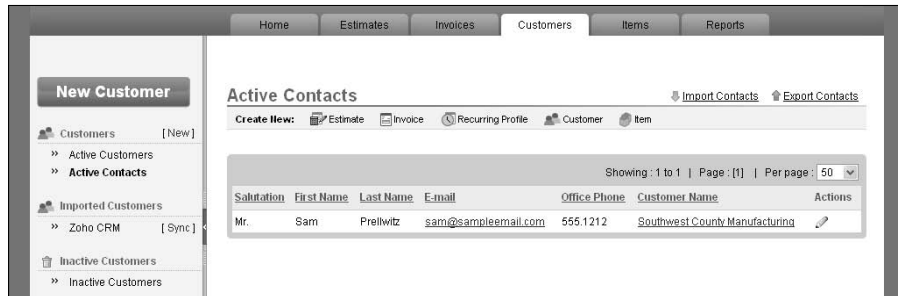 Home Estimates Invoices Customers Items Reports
New Customer
Customers [New]
» Active Customers
» Active Contacts
Imported Customers
» Zoho CRM [Sync]
Inactive Customers
» Inactive Customers
Active Contacts
Import Contacts Export Contacts
Create New: Estimate Invoice Recurring Profile Customer Item
Showing : 1 to 1 | Page : [1] | Per page : 50
Salutation First Name Last Name E-mail Office Phone Customer Name Actions
Mr. Sam Prellwitz sam@sampleemail.com 555.1212 Southwest County Manufacturing